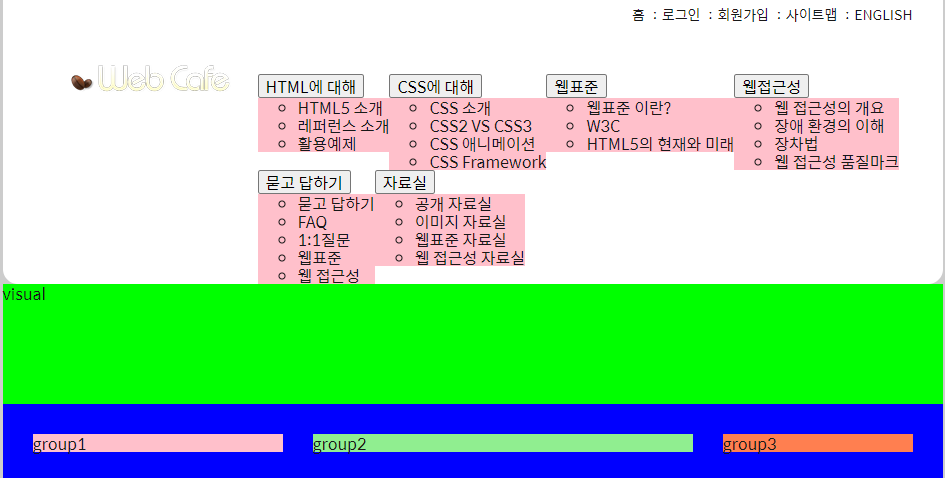 홈 : 로그인 : 회원가입 : 사이트맵 : ENGLISH
Web Cafe
HTML에 대해
HTML5 소개
레퍼런스 소개
활용예제
CSS에 대해
CSS 소개
CSS2 VS CSS3
CSS 애니메이션
CSS Framework
웹표준
웹표준 이란?
W3C
HTML5의 현재와 미래
웹접근성
웹 접근성의 개요
장애 환경의 이해
장차법
웹 접근성 품질마크
묻고 답하기
묻고 답하기
FAQ
1:1질문
웹표준
웹 접근성
자료실
공개 자료실
이미지 자료실
웹표준 자료실
웹 접근성 자료실
visual
group1
group2
group3